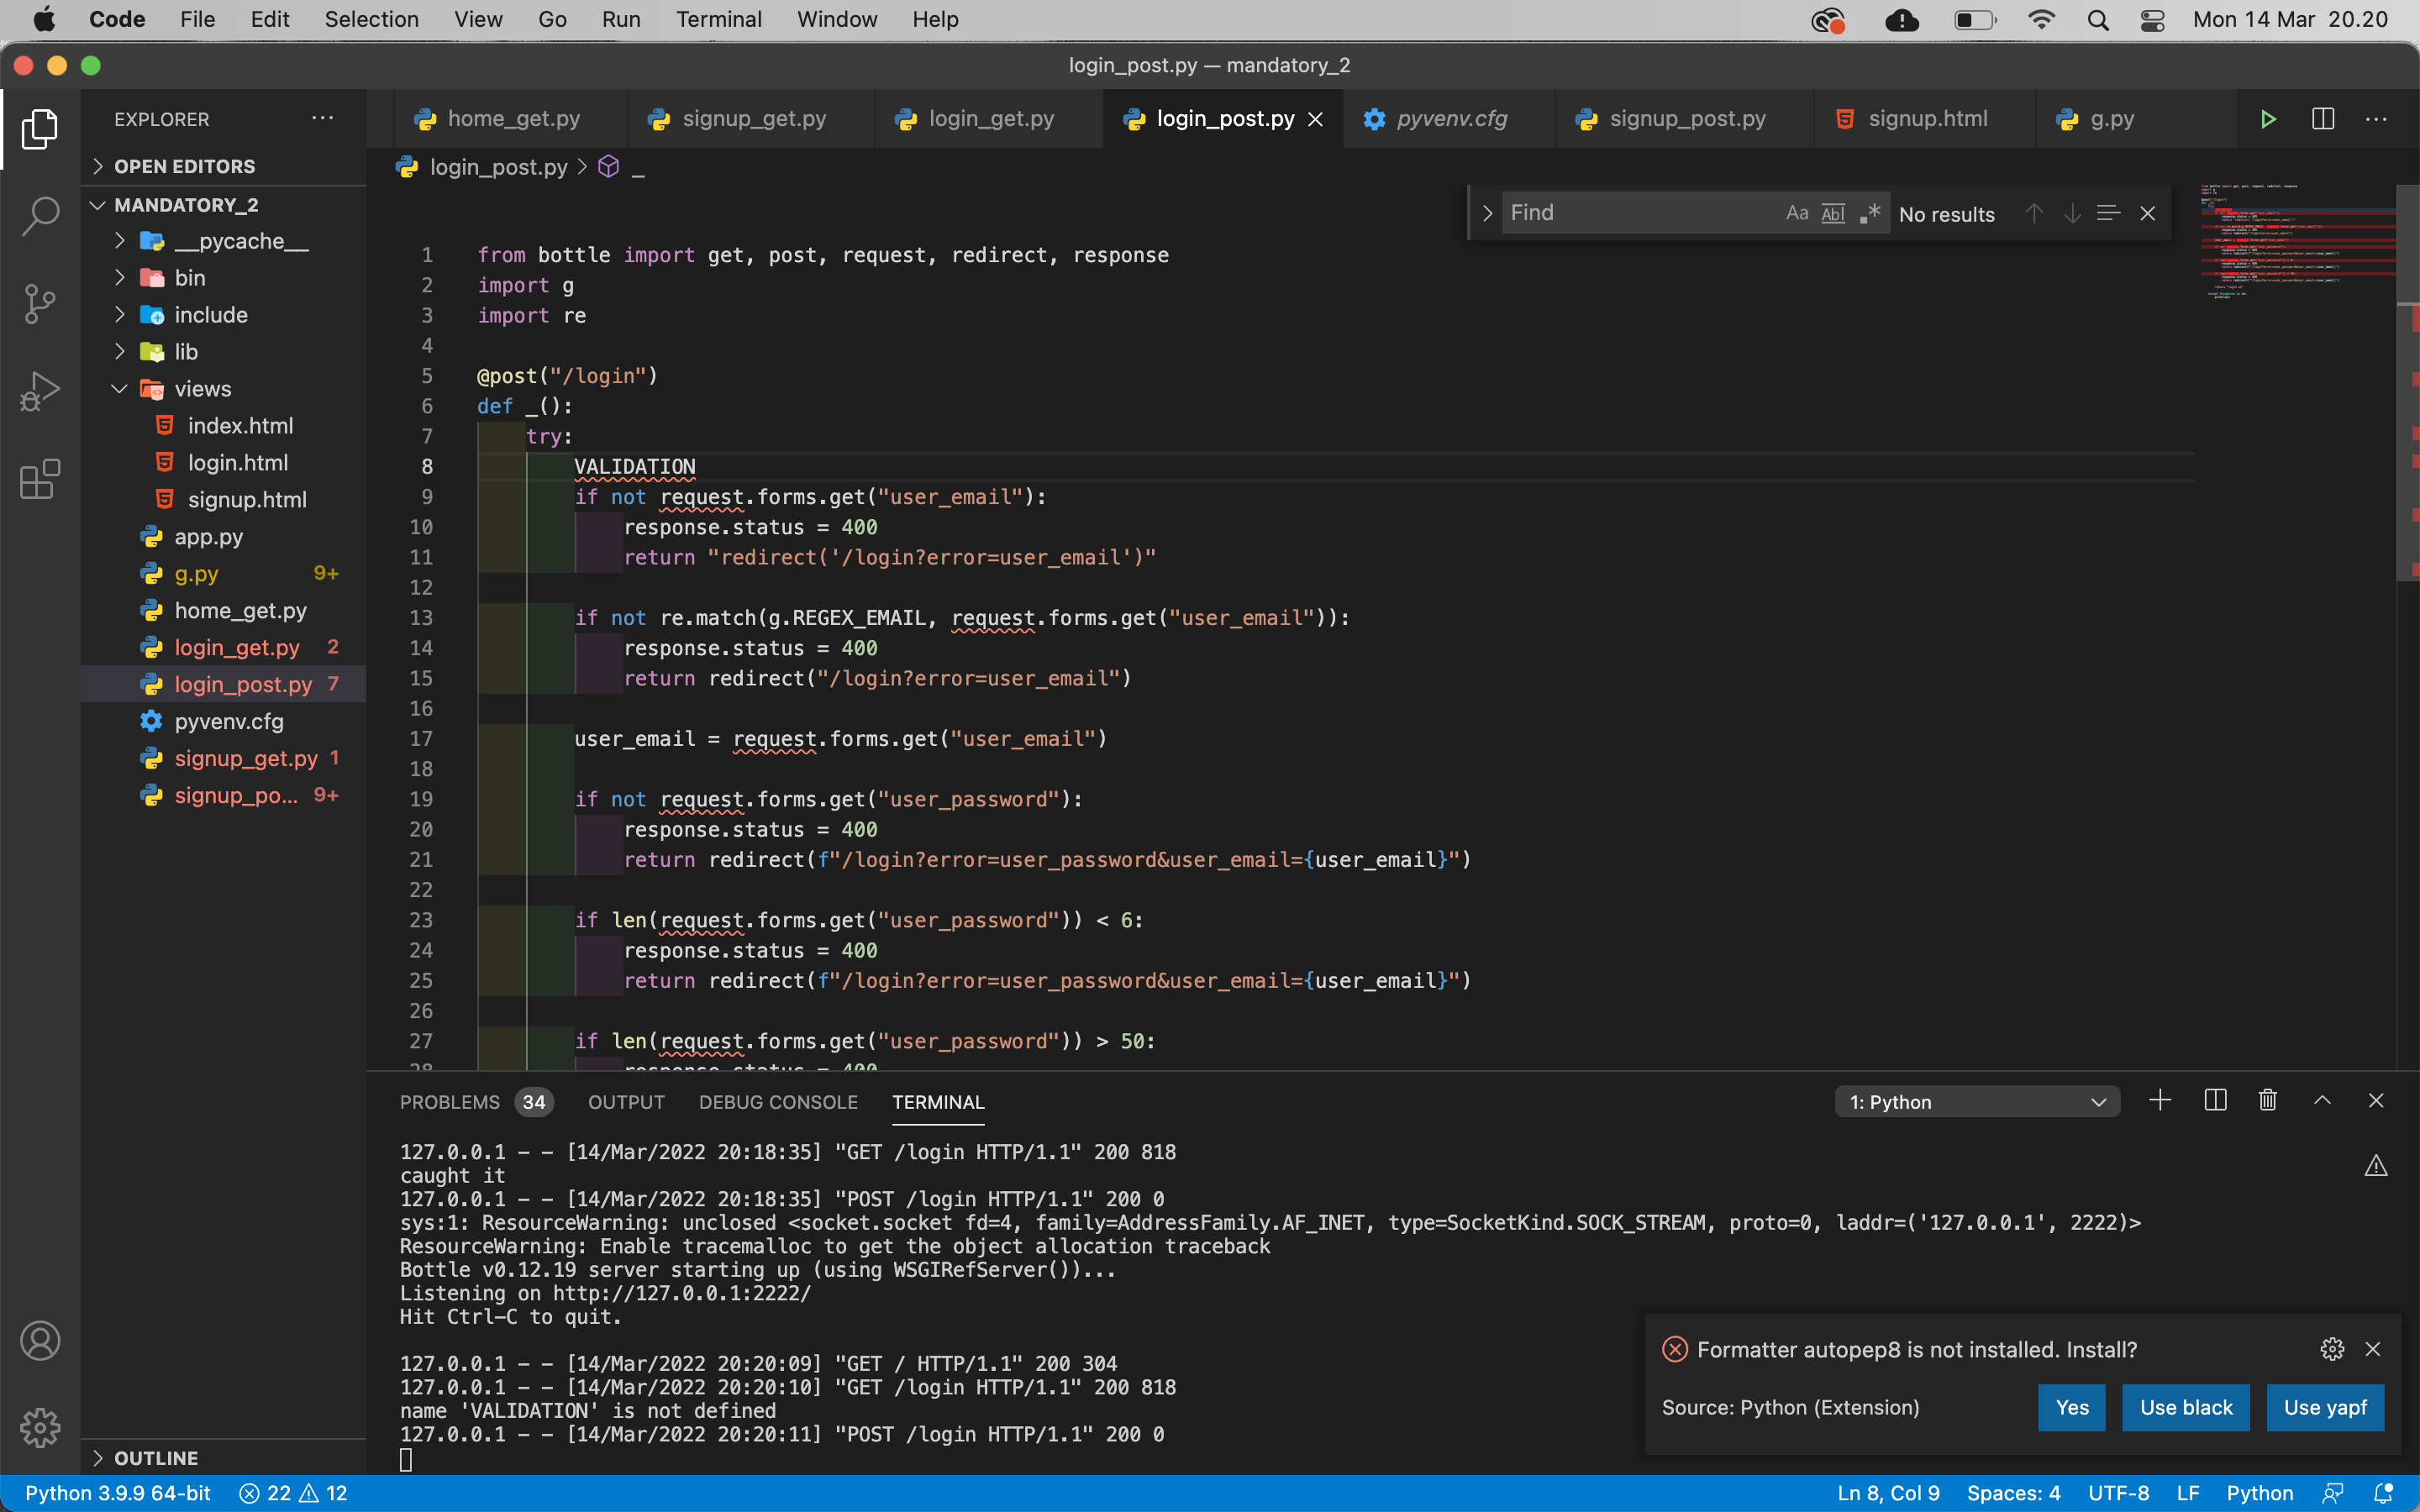 Code File Edit Selection View Go Run Terminal Window Help Mon 14 Mar 20.20
login_post.py — mandatory_2
EXPLORER ...
home_get.py signup_get.py login_get.py login_post.py pyvenv.cfg signup_post.py signup.html g.py ...
OPEN EDITORS
MANDATORY_2
__pycache__
bin
include
lib
views
index.html
login.html
signup.html
app.py
g.py 9+
home_get.py
login_get.py 2
login_post.py 7
pyvenv.cfg
signup_get.py 1
signup_po... 9+
OUTLINE
login_post.py > _
Find Aa Abl .* No results
1 from bottle import get, post, request, redirect, response
2 import g
3 import re
4
5 @post("/login")
6 def _():
7 try:
8 VALIDATION
9 if not request.forms.get("user_email"):
10 response.status = 400
11 return "redirect('/login?error=user_email')"
12
13 if not re.match(g.REGEX_EMAIL, request.forms.get("user_email")):
14 response.status = 400
15 return redirect("/login?error=user_email")
16
17 user_email = request.forms.get("user_email")
18
19 if not request.forms.get("user_password"):
20 response.status = 400
21 return redirect(f"/login?error=user_password&user_email={user_email}")
22
23 if len(request.forms.get("user_password")) < 6:
24 response.status = 400
25 return redirect(f"/login?error=user_password&user_email={user_email}")
26
27 if len(request.forms.get("user_password")) > 50:
28 response.status = 400
PROBLEMS 34 OUTPUT DEBUG CONSOLE TERMINAL 1: Python
127.0.0.1 - - [14/Mar/2022 20:18:35] "GET /login HTTP/1.1" 200 818
caught it
127.0.0.1 - - [14/Mar/2022 20:18:35] "POST /login HTTP/1.1" 200 0
sys:1: ResourceWarning: unclosed <socket.socket fd=4, family=AddressFamily.AF_INET, type=SocketKind.SOCK_STREAM, proto=0, laddr=('127.0.0.1', 2222)>
ResourceWarning: Enable tracemalloc to get the object allocation traceback
Bottle v0.12.19 server starting up (using WSGIRefServer())...
Listening on http://127.0.0.1:2222/
Hit Ctrl-C to quit.
127.0.0.1 - - [14/Mar/2022 20:20:09] "GET / HTTP/1.1" 200 304
127.0.0.1 - - [14/Mar/2022 20:20:10] "GET /login HTTP/1.1" 200 818
name 'VALIDATION' is not defined
127.0.0.1 - - [14/Mar/2022 20:20:11] "POST /login HTTP/1.1" 200 0
Formatter autopep8 is not installed. Install?
Source: Python (Extension) Yes Use black Use yapf
Python 3.9.9 64-bit 22 12 Ln 8, Col 9 Spaces: 4 UTF-8 LF Python